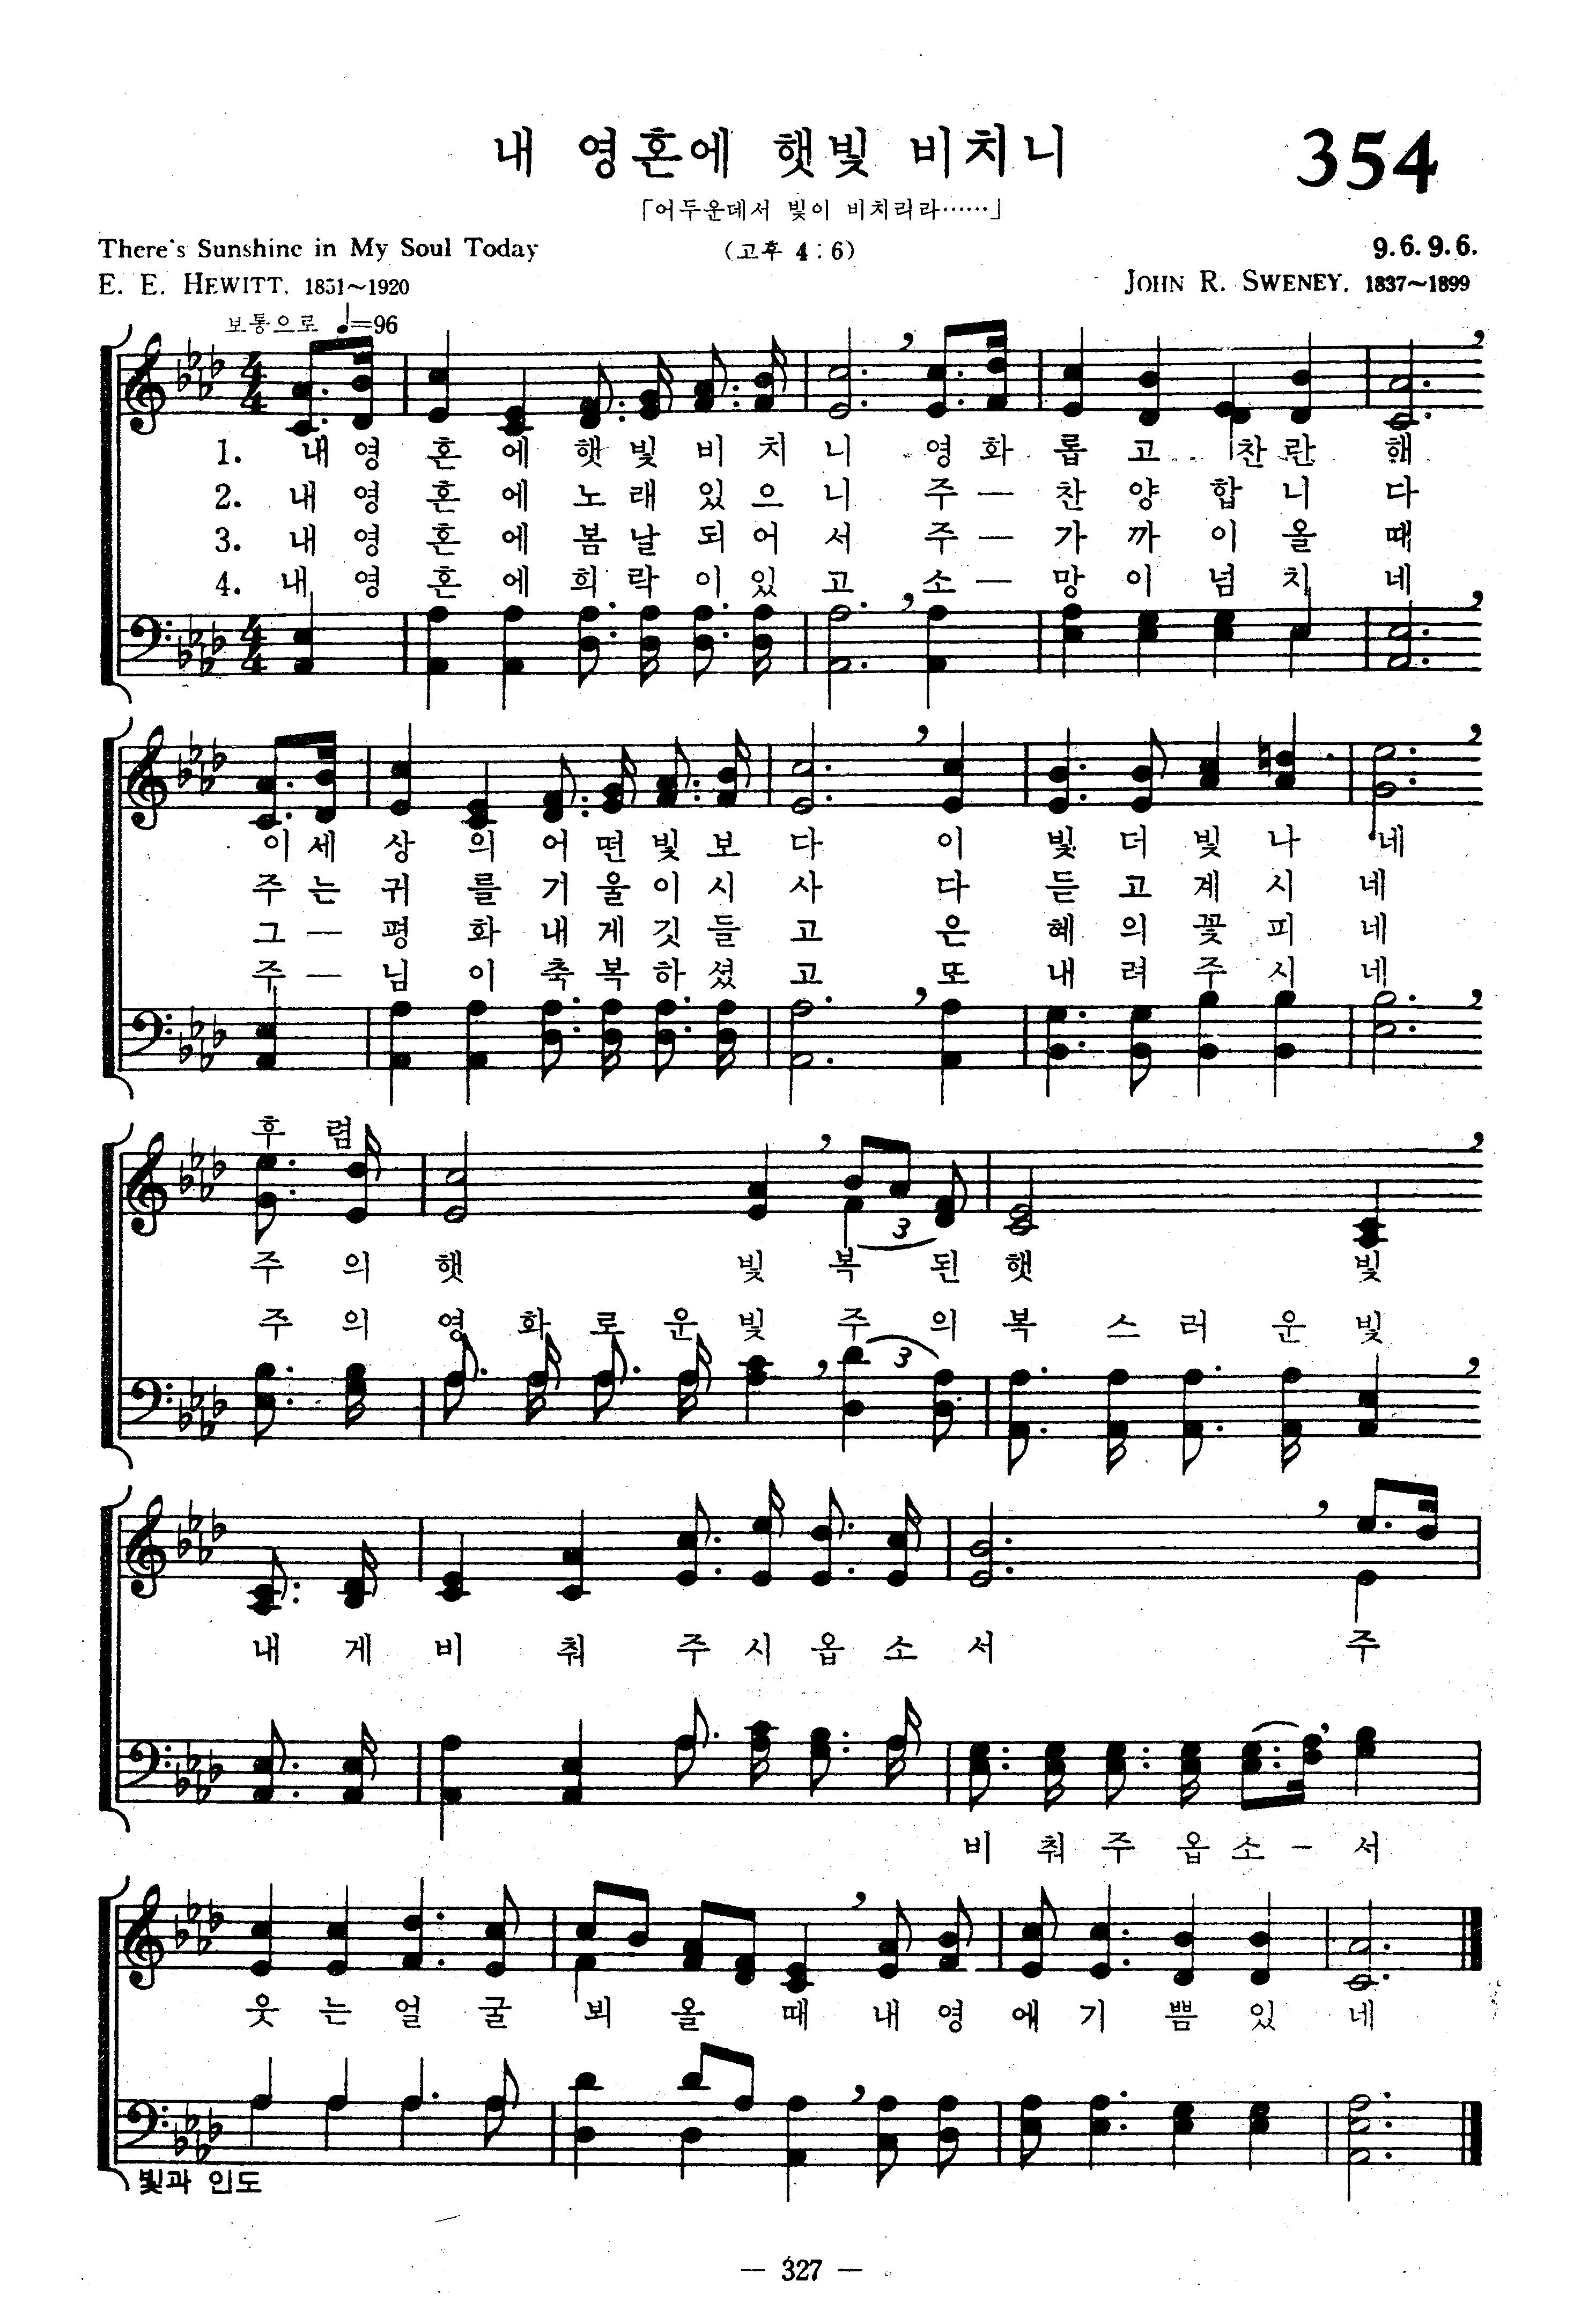 내 영혼에 햇빛 비치니
354
「어두운데서 빛이 비치리라……」
There's Sunshine in My Soul Today
(고후 4 : 6)
9.6.9.6.
E. E. HEWITT. 1851~1920
JOHN R. SWENEY. 1837~1899
보통으로 ♩=96
1. 내 영 혼 에 햇 빛 비 치 니 영 화 롭 고 찬 란 해
2. 내 영 혼 에 노 래 있 으 니 주 — 찬 양 합 니 다
3. 내 영 혼 에 봄 날 되 어 서 주 — 가 까 이 올 때
4. 내 영 혼 에 희 락 이 있 고 소 — 망 이 넘 치 네
이 세 상 의 어 떤 빛 보 다 이 빛 더 빛 나 네
주 는 귀 를 기 울 이 시 사 다 듣 고 계 시 네
그 — 평 화 내 게 깃 들 고 은 혜 의 꽃 피 네
주 — 님 이 축 복 하 셨 고 또 내 려 주 시 네
후 렴
3
주 의 햇 빛 복 된 햇 빛
주 의 영 화 로 운 빛 주 의 복 스 러 운 빛
3
내 게 비 춰 주 시 옵 소 서 주
비 춰 주 옵 소 - 서
웃 는 얼 굴 뵈 올 때 내 영 에 기 쁨 있 네
빛과 인도
— 327 —